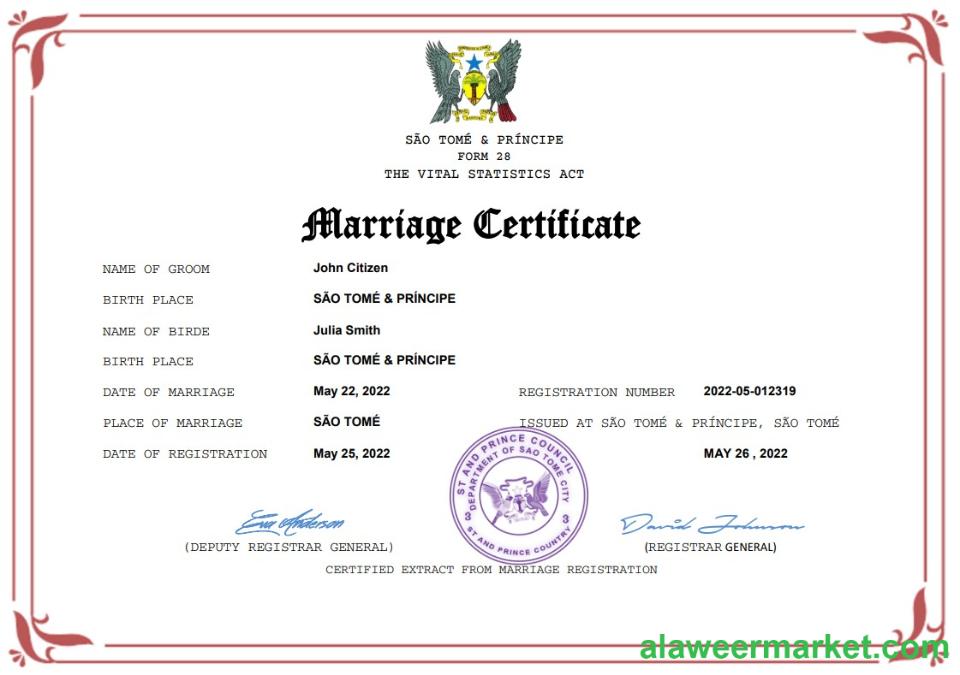 SÃO TOMÉ & PRÍNCIPE
FORM 28
THE VITAL STATISTICS ACT
Marriage Certificate
NAME OF GROOM John Citizen
BIRTH PLACE SÃO TOMÉ & PRÍNCIPE
NAME OF BIRDE Julia Smith
BIRTH PLACE SÃO TOMÉ & PRÍNCIPE
DATE OF MARRIAGE May 22, 2022 REGISTRATION NUMBER 2022-05-012319
PLACE OF MARRIAGE SÃO TOMÉ ISSUED AT SÃO TOMÉ & PRÍNCIPE, SÃO TOMÉ
DATE OF REGISTRATION May 25, 2022 MAY 26 , 2022
ST AND PRINCE COUNCIL
DEPARTMENT OF SAO TOME CITY
3 3
ST AND PRINCE COUNTRY
Eva Anderson David Johnson
(DEPUTY REGISTRAR GENERAL) (REGISTRAR GENERAL)
CERTIFIED EXTRACT FROM MARRIAGE REGISTRATION
alaweermarket.com